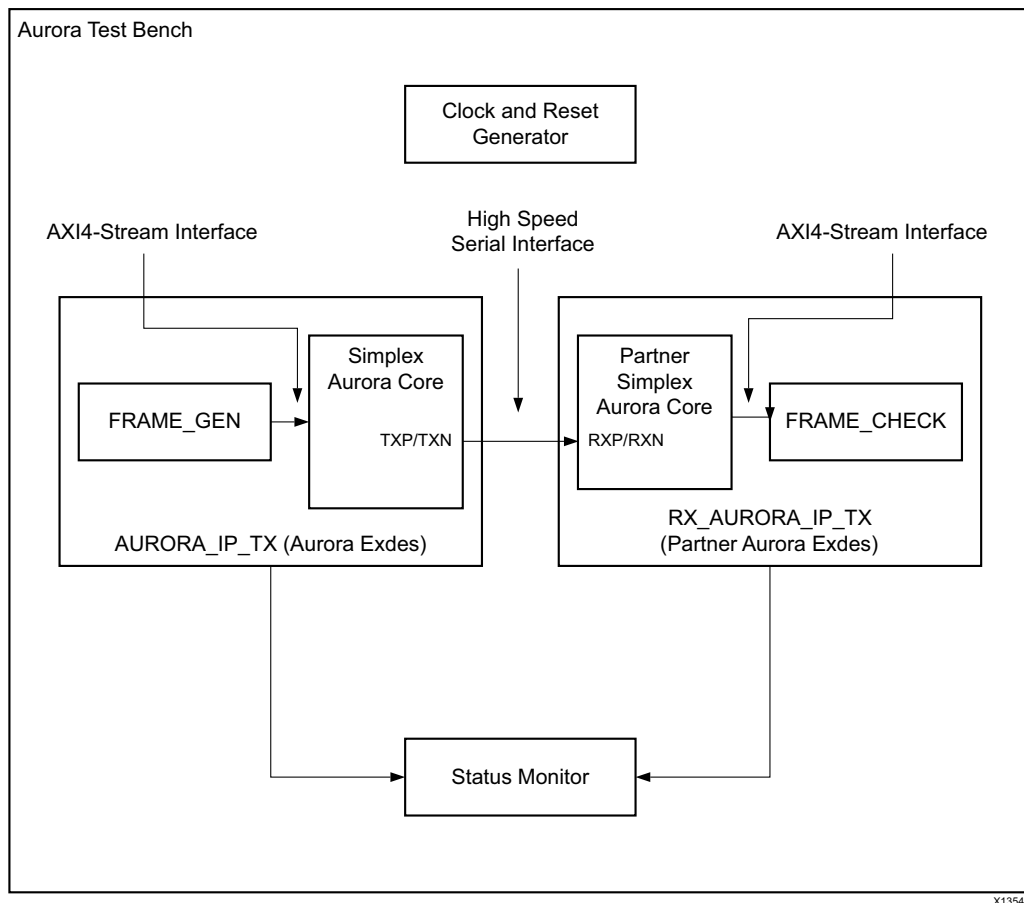 Aurora Test Bench
Clock and Reset
Generator
AXI4-Stream Interface
High Speed
Serial Interface
AXI4-Stream Interface
FRAME_GEN
Simplex
Aurora Core
TXP/TXN
Partner
Simplex
Aurora Core
RXP/RXN
FRAME_CHECK
AURORA_IP_TX (Aurora Exdes)
RX_AURORA_IP_TX
(Partner Aurora Exdes)
Status Monitor
X1354